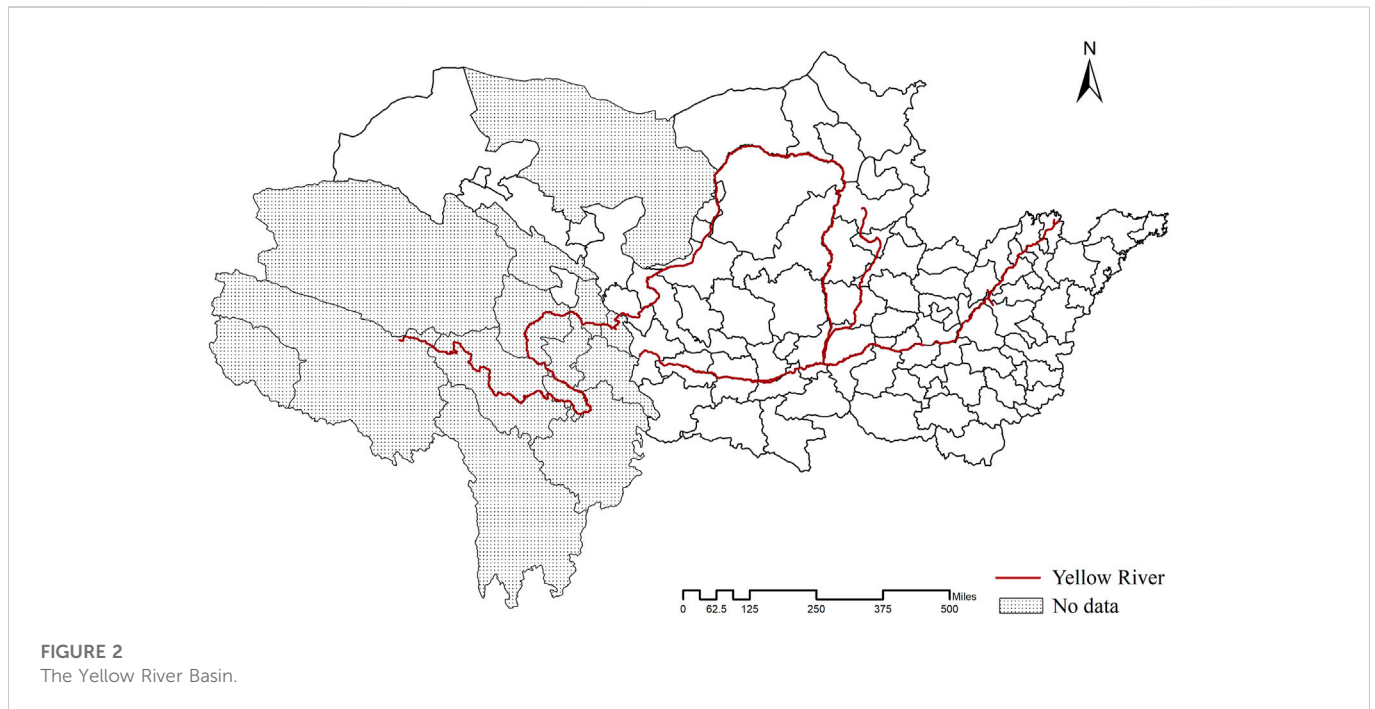 N
Yellow River
No data
Miles
0 62.5 125 250 375 500
FIGURE 2
The Yellow River Basin.